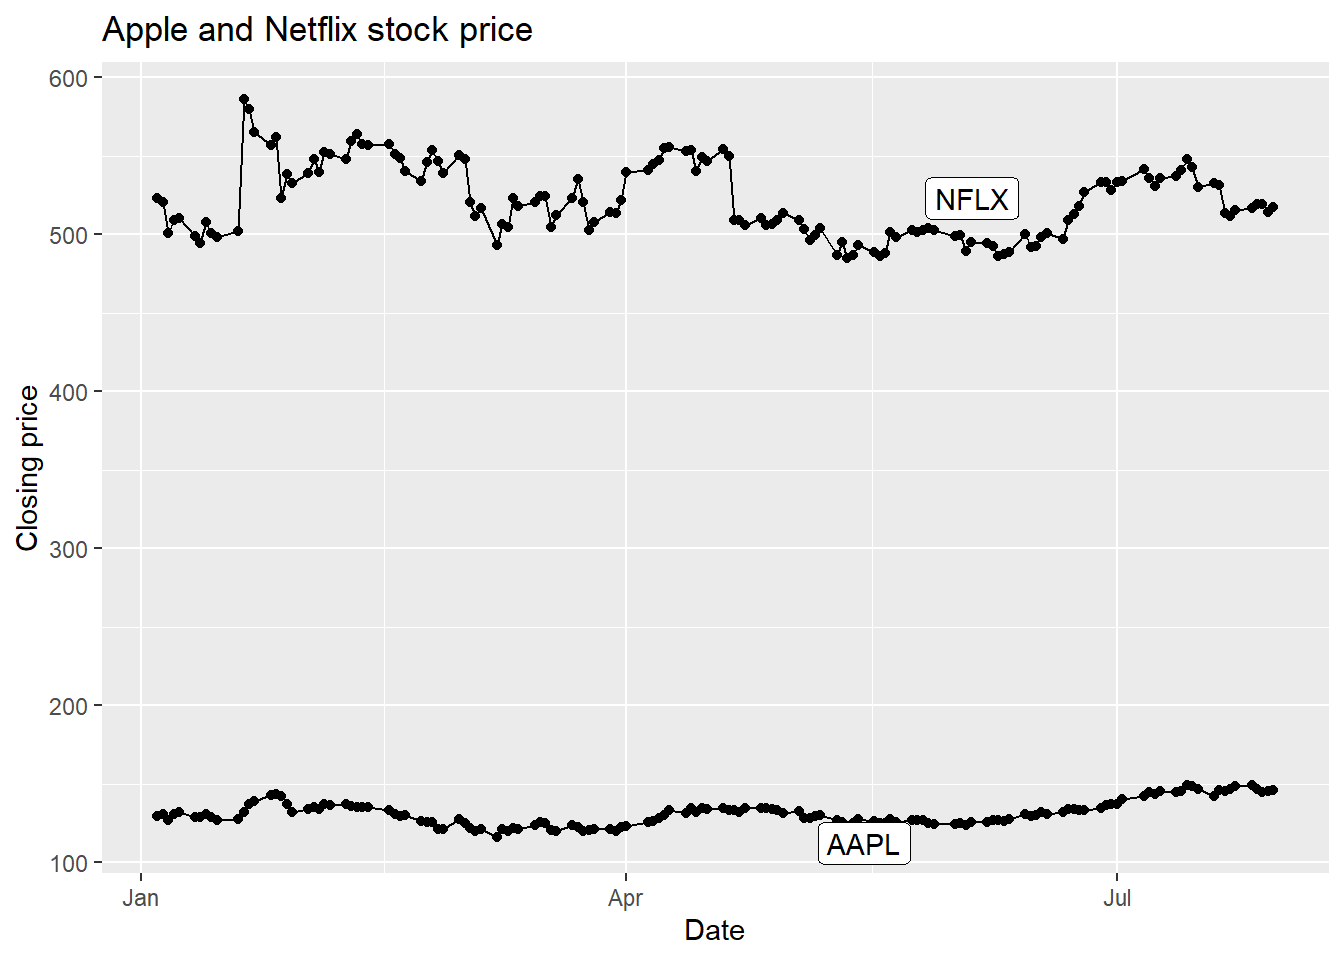 Apple and Netflix stock price
600
500
400
300
200
100
Closing price
NFLX
AAPL
Jan
Apr
Jul
Date